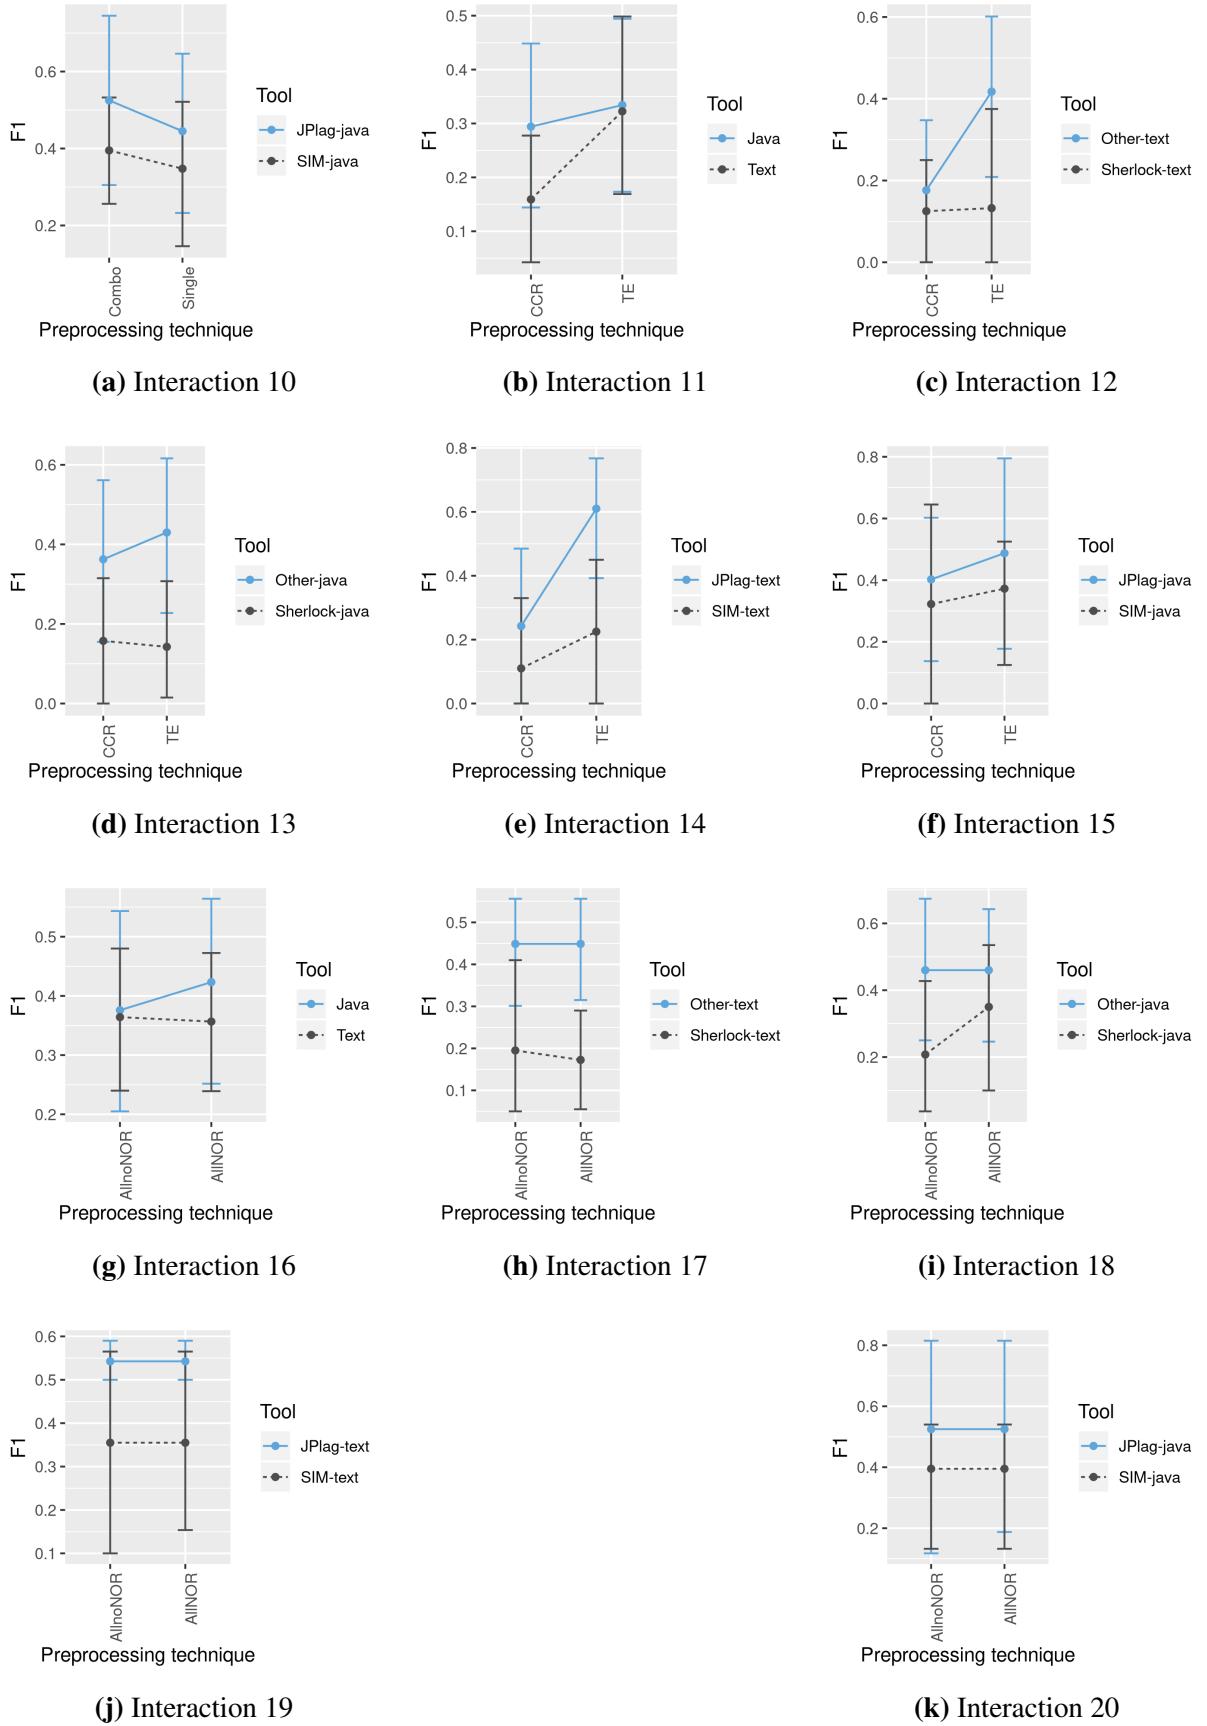 0.6
0.4
0.2
F1
Combo
Single
Preprocessing technique
Tool
JPlag-java
SIM-java
(a) Interaction 10
0.5
0.4
0.3
0.2
0.1
F1
CCR
TE
Preprocessing technique
Tool
Java
Text
(b) Interaction 11
0.6
0.4
0.2
0.0
F1
CCR
TE
Preprocessing technique
Tool
Other-text
Sherlock-text
(c) Interaction 12
0.6
0.4
0.2
0.0
F1
CCR
TE
Preprocessing technique
Tool
Other-java
Sherlock-java
(d) Interaction 13
0.8
0.6
0.4
0.2
0.0
F1
CCR
TE
Preprocessing technique
Tool
JPlag-text
SIM-text
(e) Interaction 14
0.8
0.6
0.4
0.2
0.0
F1
CCR
TE
Preprocessing technique
Tool
JPlag-java
SIM-java
(f) Interaction 15
0.5
0.4
0.3
0.2
F1
AllnoNOR
AllNOR
Preprocessing technique
Tool
Java
Text
(g) Interaction 16
0.5
0.4
0.3
0.2
0.1
F1
AllnoNOR
AllNOR
Preprocessing technique
Tool
Other-text
Sherlock-text
(h) Interaction 17
0.6
0.4
0.2
F1
AllnoNOR
AllNOR
Preprocessing technique
Tool
Other-java
Sherlock-java
(i) Interaction 18
0.6
0.5
0.4
0.3
0.2
0.1
F1
AllnoNOR
AllNOR
Preprocessing technique
Tool
JPlag-text
SIM-text
(j) Interaction 19
0.8
0.6
0.4
0.2
F1
AllnoNOR
AllNOR
Preprocessing technique
Tool
JPlag-java
SIM-java
(k) Interaction 20